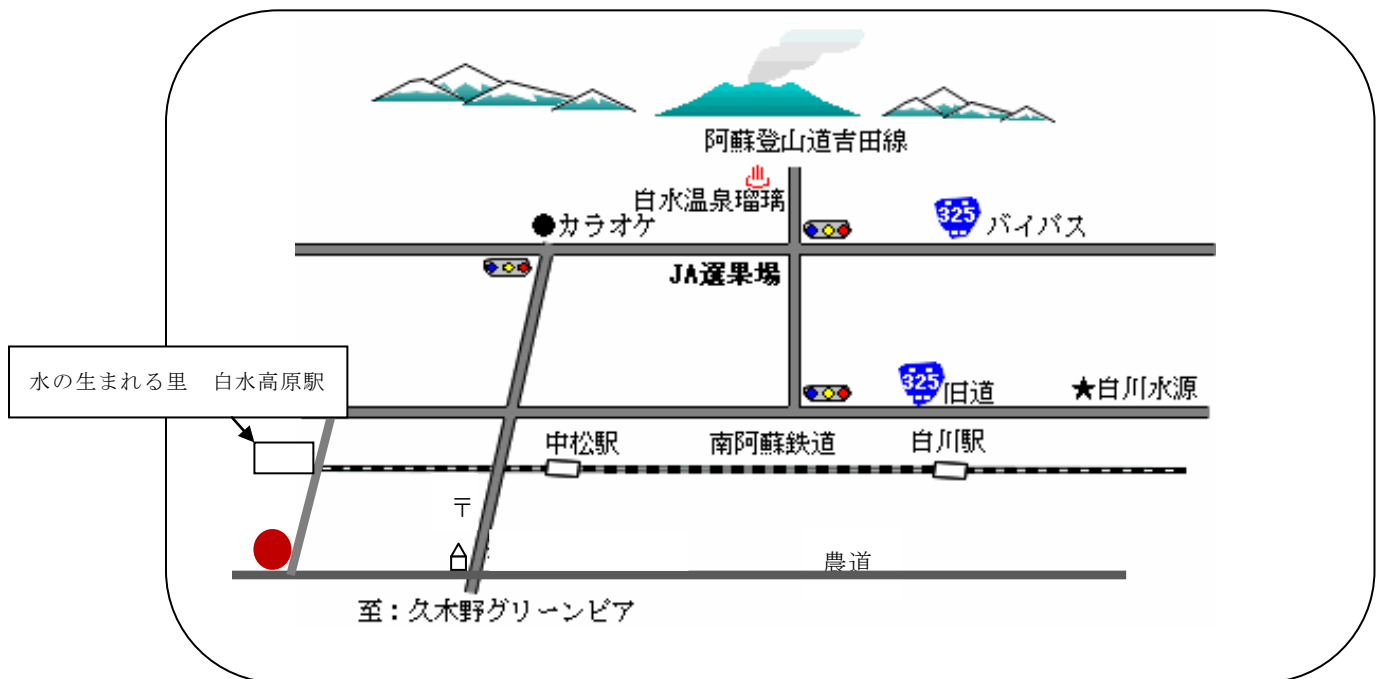 阿蘇登山道吉田線
白水温泉瑠璃
●カラオケ
325 バイパス
JA選果場
水の生まれる里　白水高原駅
325 旧道
★白川水源
中松駅
南阿蘇鉄道
白川駅
〒
農道
至：久木野グリーンピア